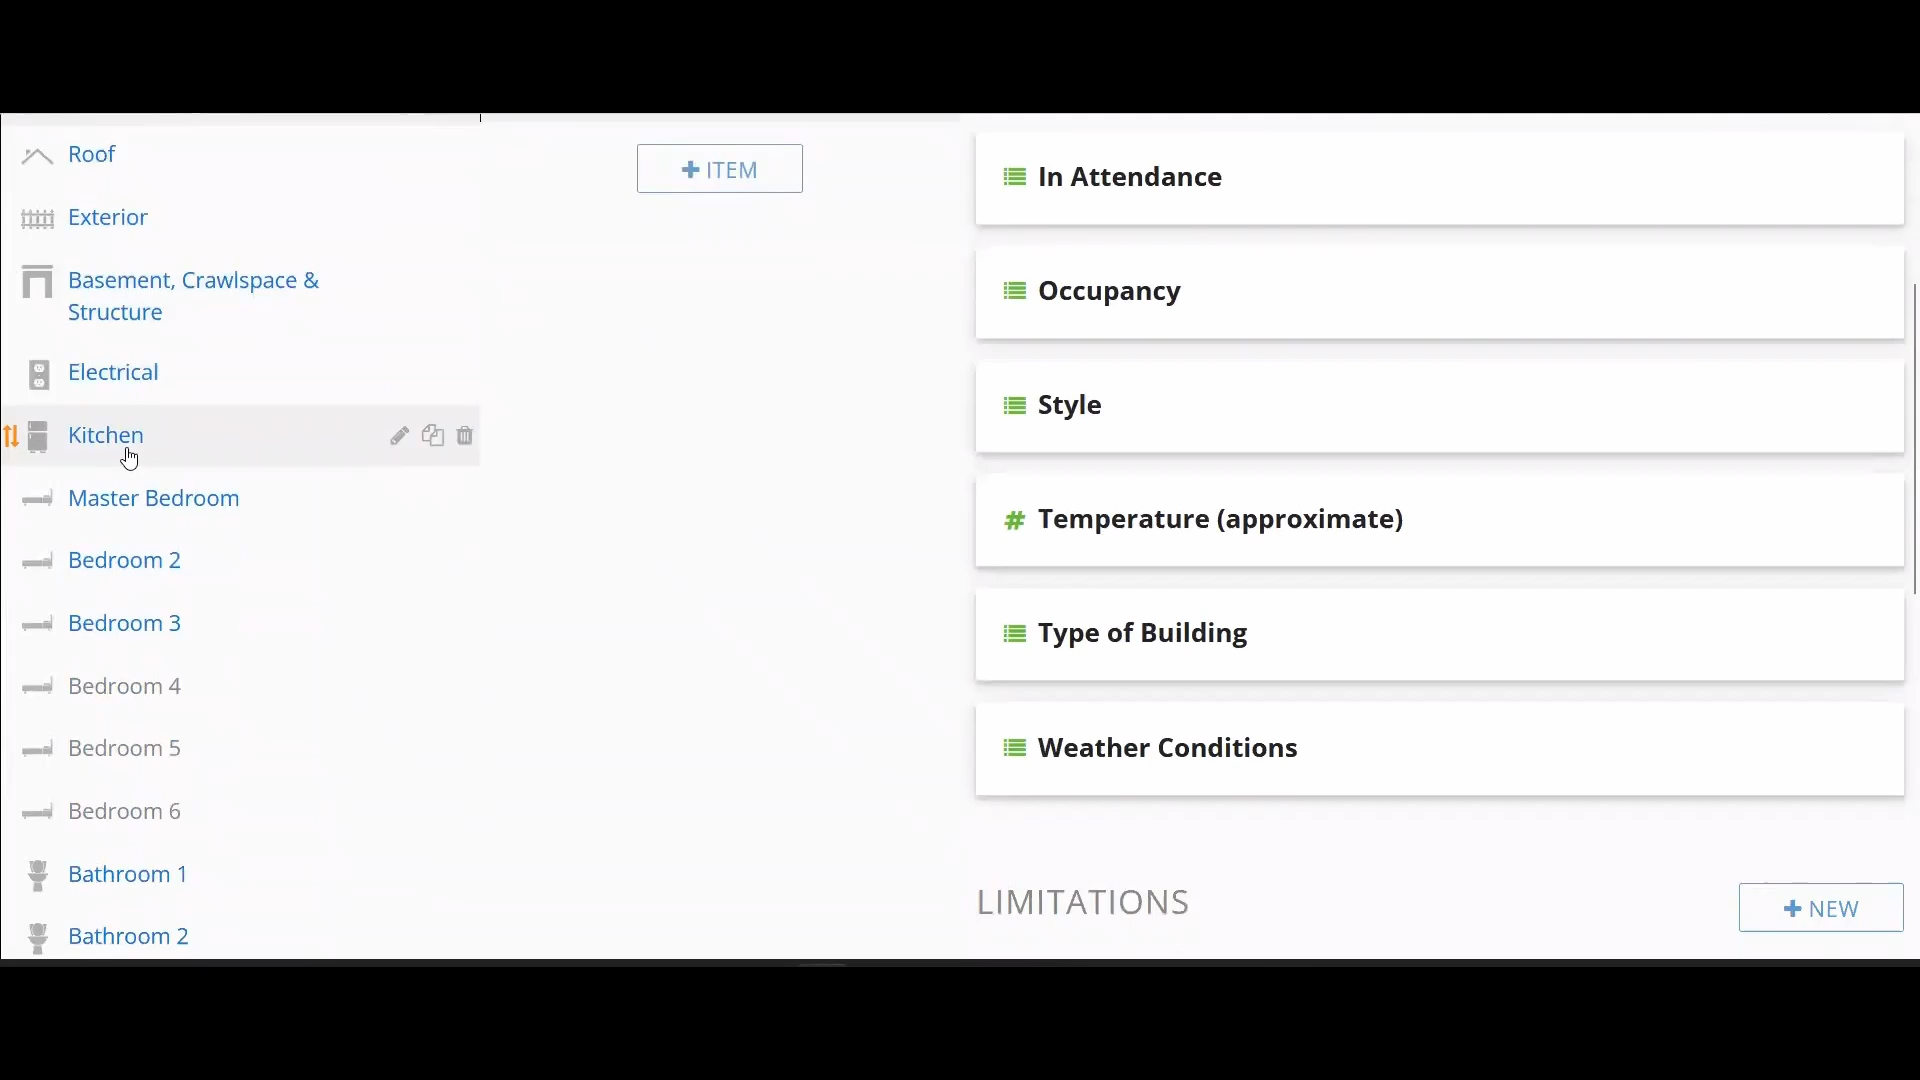 Roof
Exterior
Basement, Crawlspace &
Structure
Electrical
Kitchen
Master Bedroom
Bedroom 2
Bedroom 3
Bedroom 4
Bedroom 5
Bedroom 6
Bathroom 1
Bathroom 2
ITEM
In Attendance
Occupancy
Style
# Temperature (approximate)
Type of Building
Weather Conditions
LIMITATIONS
NEW